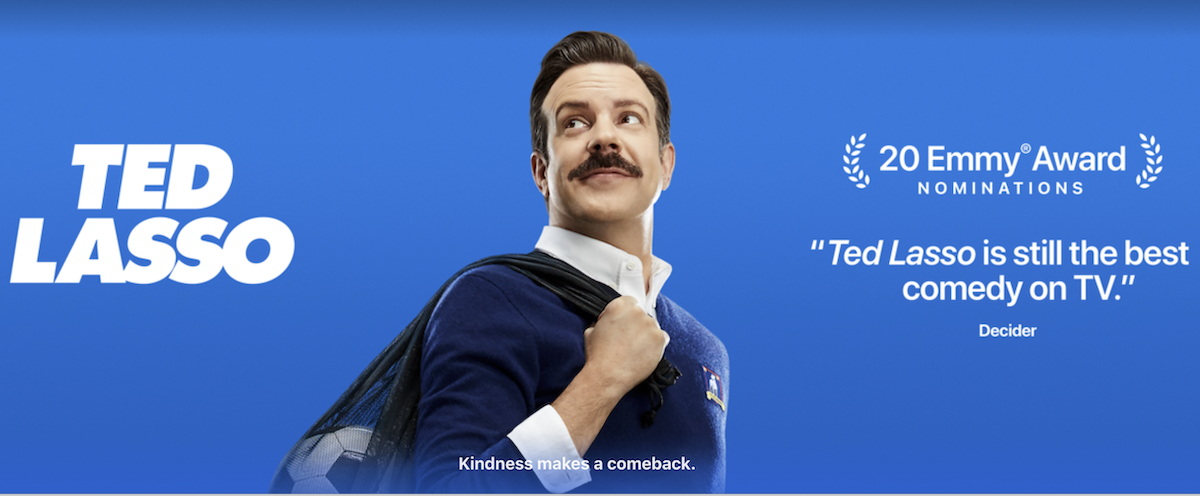 TED
LASSO
20 Emmy® Award
NOMINATIONS
“Ted Lasso is still the best
comedy on TV.”
Decider
Kindness makes a comeback.